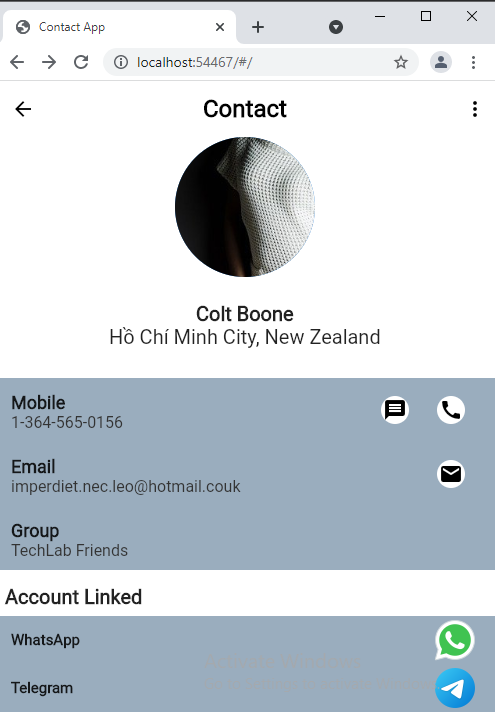 Contact App
localhost:54467/#/
Contact
Colt Boone
Hồ Chí Minh City, New Zealand
Mobile
1-364-565-0156
Email
imperdiet.nec.leo@hotmail.couk
Group
TechLab Friends
Account Linked
WhatsApp
Telegram